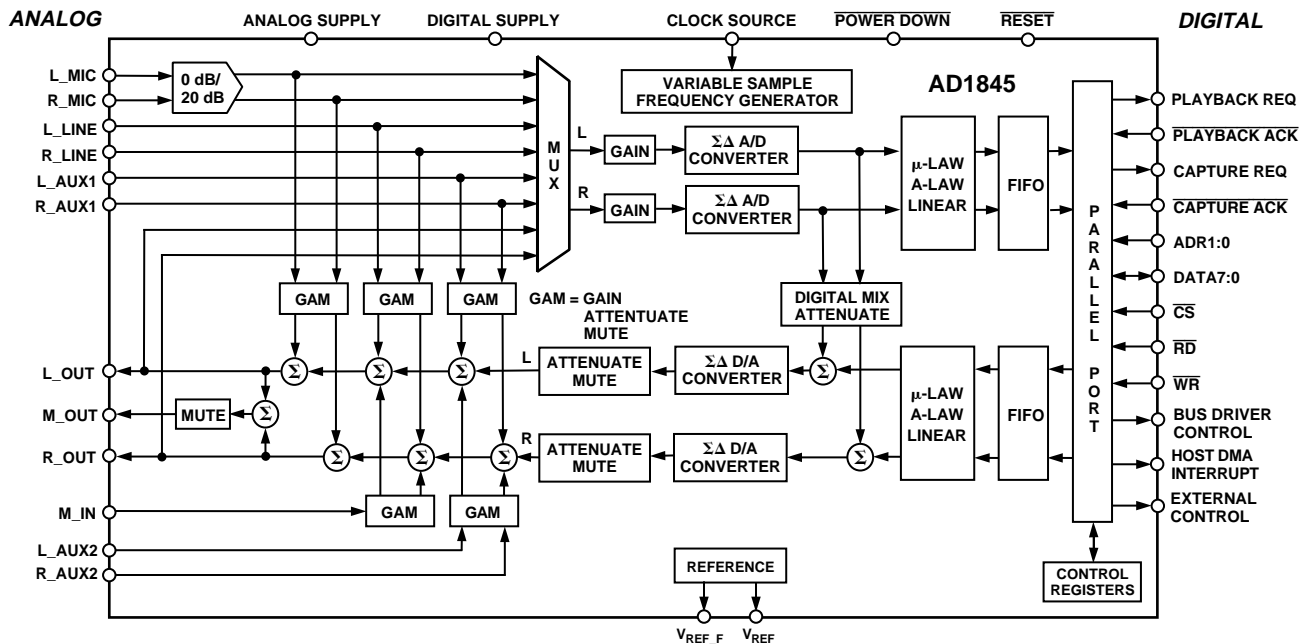 ANALOG
ANALOG SUPPLY
DIGITAL SUPPLY
CLOCK SOURCE
POWER DOWN
RESET
DIGITAL
L_MIC
R_MIC
L_LINE
R_LINE
L_AUX1
R_AUX1
0 dB/
20 dB
MUX
VARIABLE SAMPLE
FREQUENCY GENERATOR
AD1845
L
GAIN
ΣΔ A/D
CONVERTER
R
GAIN
ΣΔ A/D
CONVERTER
μ-LAW
A-LAW
LINEAR
FIFO
PARALLEL PORT
PLAYBACK REQ
PLAYBACK ACK
CAPTURE REQ
CAPTURE ACK
ADR1:0
DATA7:0
CS
RD
WR
BUS DRIVER
CONTROL
HOST DMA
INTERRUPT
EXTERNAL
CONTROL
GAM
GAM
GAM
GAM = GAIN
ATTENTUATE
MUTE
DIGITAL MIX
ATTENUATE
L_OUT
Σ
Σ
Σ
L
ATTENUATE
MUTE
ΣΔ D/A
CONVERTER
Σ
μ-LAW
A-LAW
LINEAR
FIFO
M_OUT
MUTE
Σ
R_OUT
Σ
Σ
Σ
R
ATTENUATE
MUTE
ΣΔ D/A
CONVERTER
Σ
M_IN
GAM
GAM
L_AUX2
R_AUX2
REFERENCE
CONTROL
REGISTERS
VREF_F
VREF